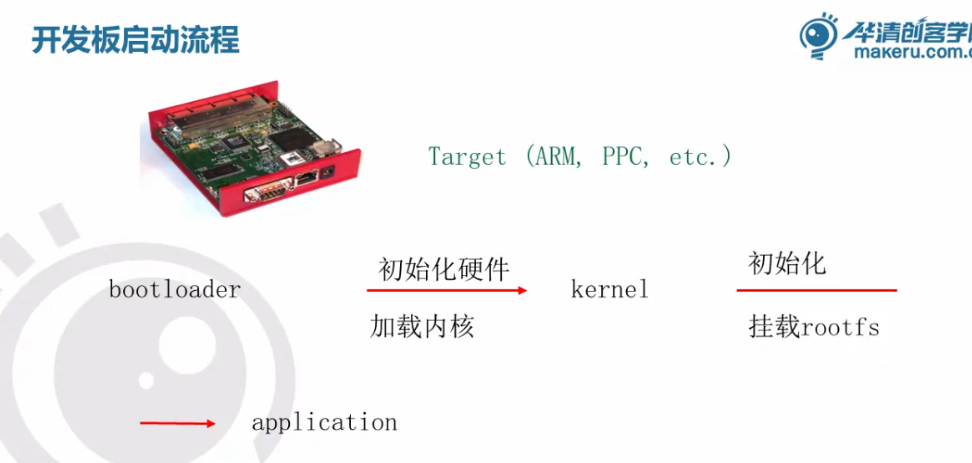 开发板启动流程
华清创客学院
makeru.com.c
Target (ARM, PPC, etc.)
bootloader
初始化硬件
加载内核
kernel
初始化
挂载rootfs
application